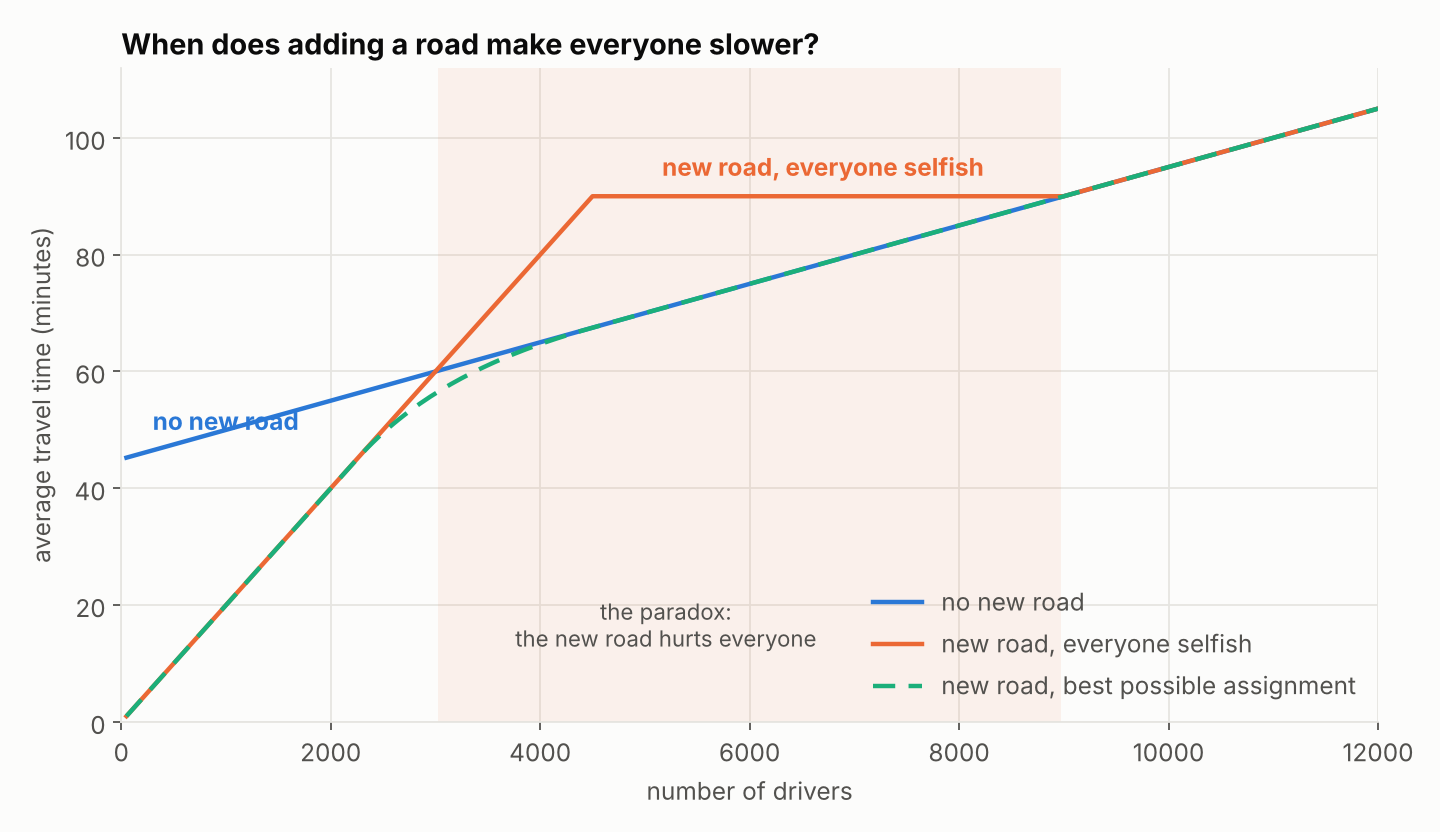 When does adding a road make everyone slower?
average travel time (minutes)
100
80
60
40
20
0
new road, everyone selfish
no new road
the paradox:
the new road hurts everyone
no new road
new road, everyone selfish
new road, best possible assignment
0
2000
4000
6000
8000
10000
12000
number of drivers